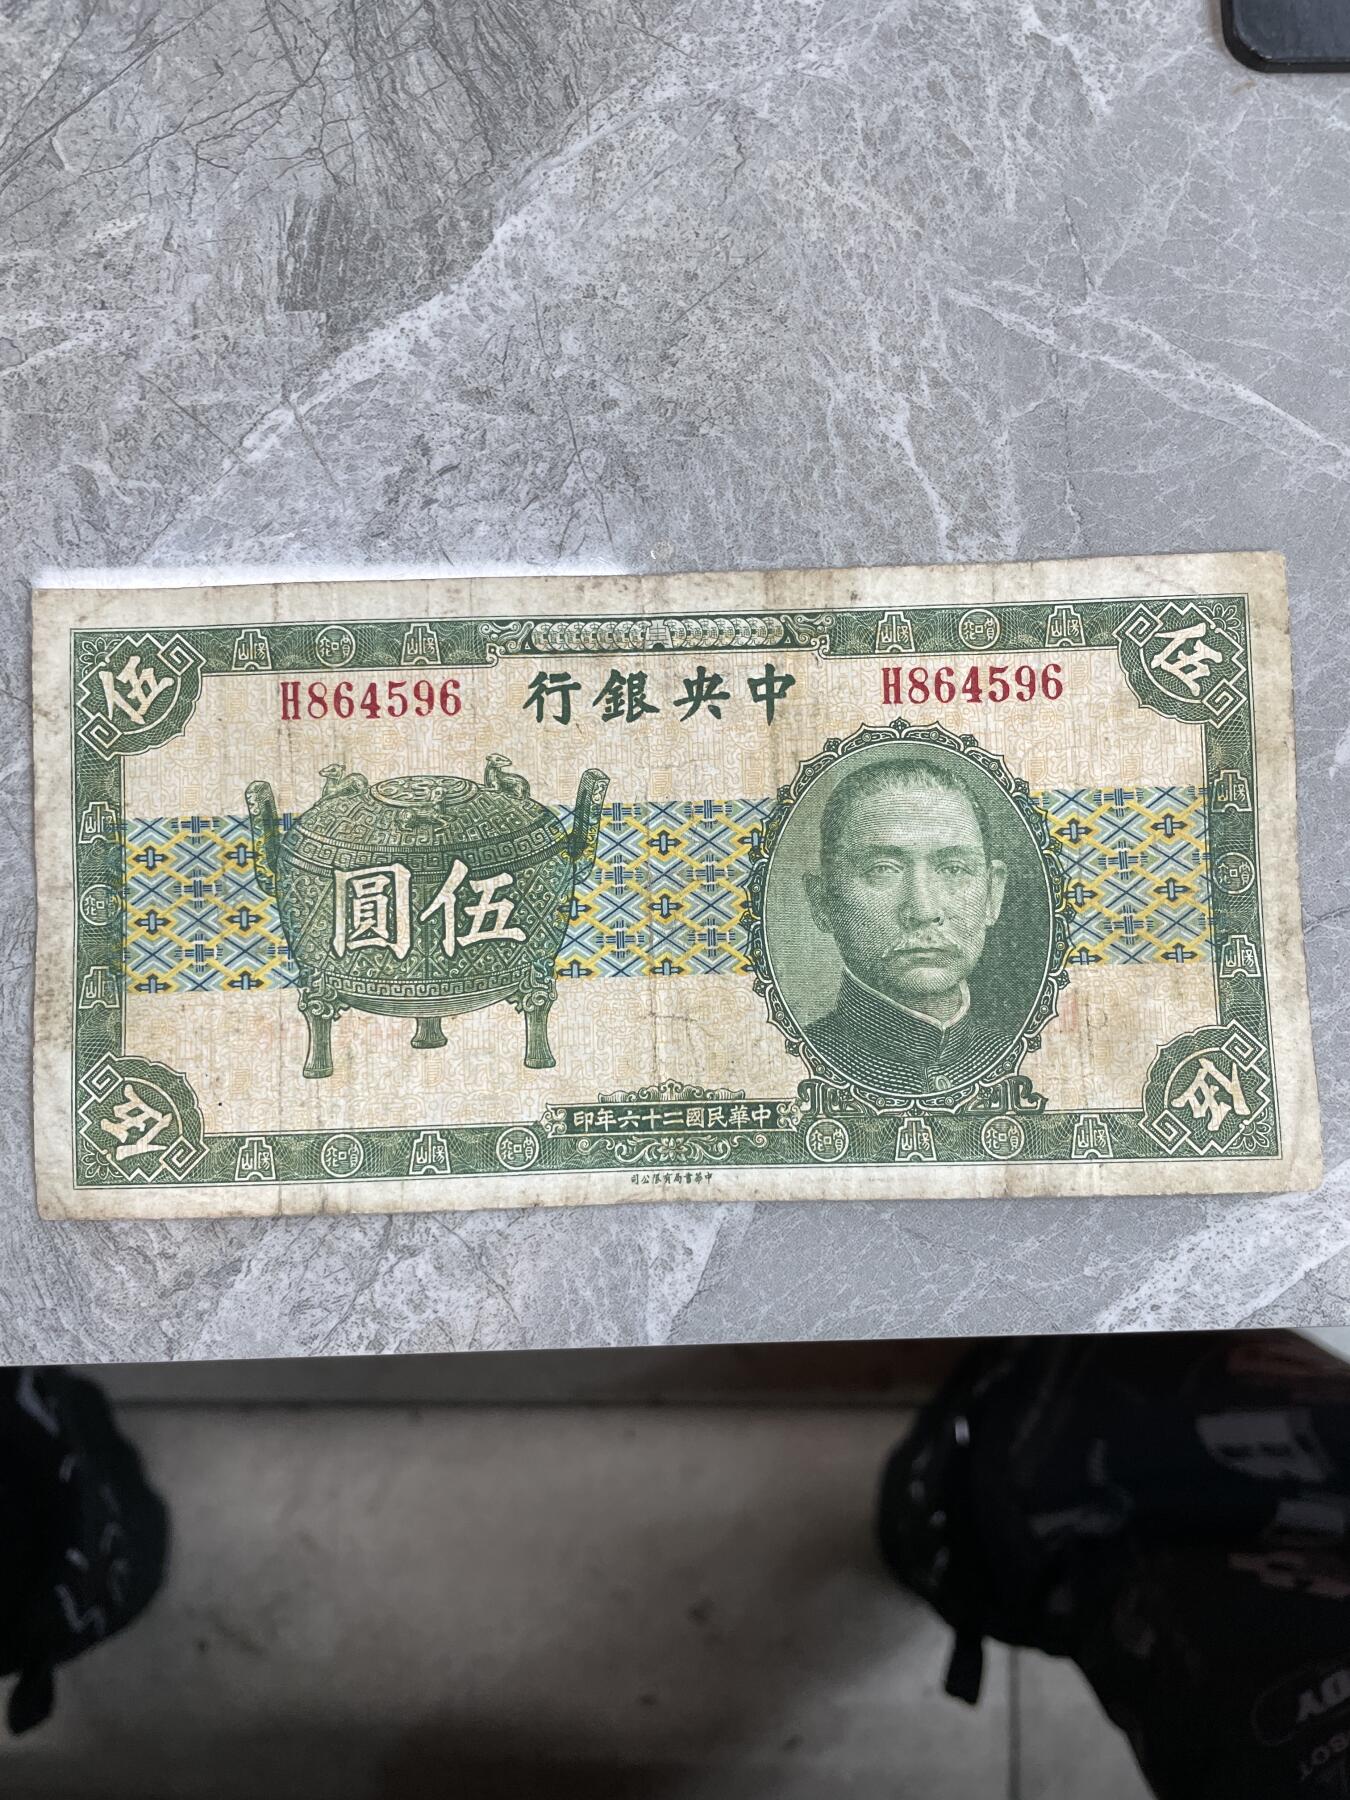 伍
伍
H864596
中央銀行
H864596
伍圓
中華民國二十六年印
中華書局有限公司
伍
伍